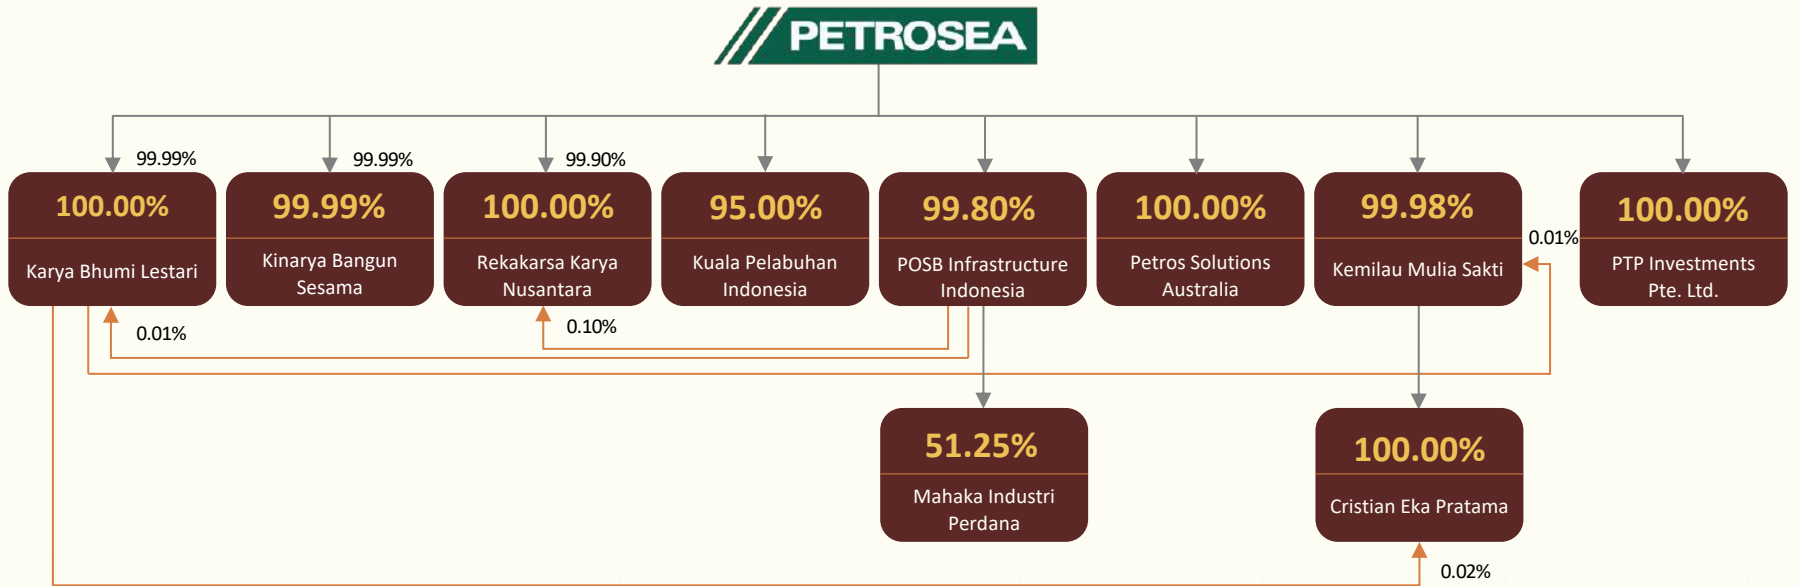 PETROSEA
99.99%
99.99%
99.90%
100.00%
Karya Bhumi Lestari
99.99%
Kinarya Bangun
Sesama
100.00%
Rekakarsa Karya
Nusantara
95.00%
Kuala Pelabuhan
Indonesia
99.80%
POSB Infrastructure
Indonesia
100.00%
Petros Solutions
Australia
99.98%
Kemilau Mulia Sakti
0.01%
100.00%
PTP Investments
Pte. Ltd.
0.01%
0.10%
51.25%
Mahaka Industri
Perdana
100.00%
Cristian Eka Pratama
0.02%